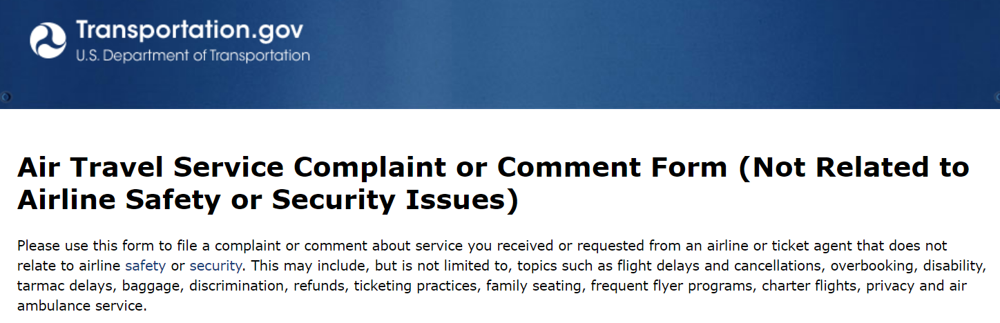 Transportation.gov
U.S. Department of Transportation
Air Travel Service Complaint or Comment Form (Not Related to
Airline Safety or Security Issues)
Please use this form to file a complaint or comment about service you received or requested from an airline or ticket agent that does not
relate to airline safety or security. This may include, but is not limited to, topics such as flight delays and cancellations, overbooking, disability,
tarmac delays, baggage, discrimination, refunds, ticketing practices, family seating, frequent flyer programs, charter flights, privacy and air
ambulance service.